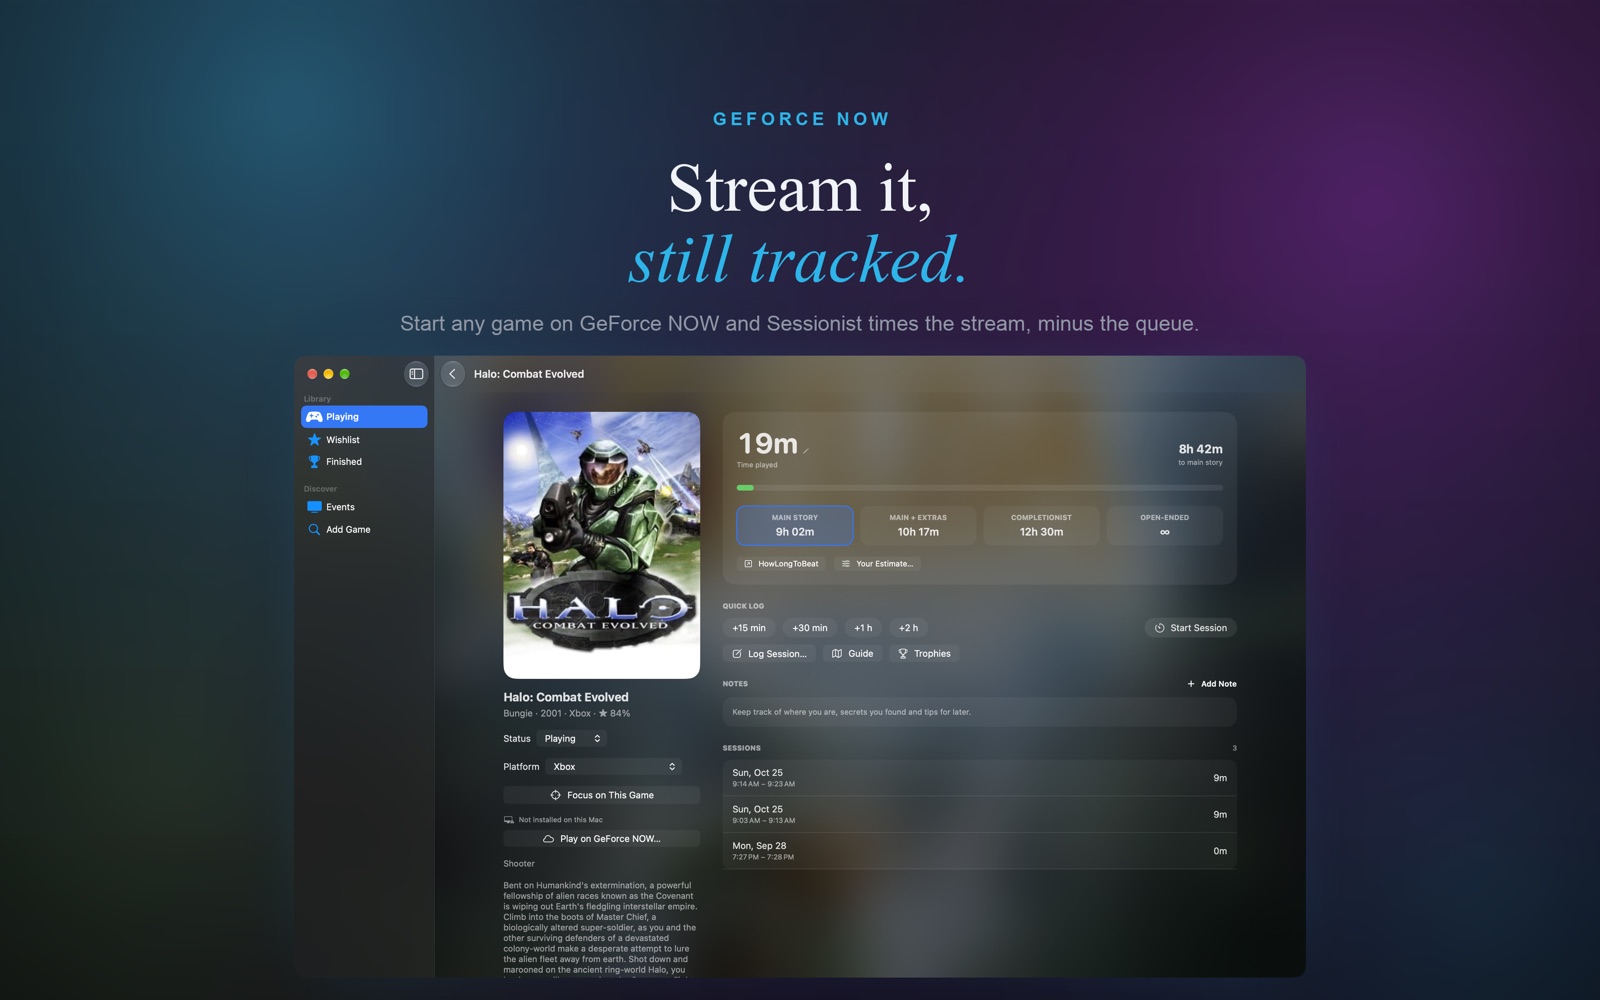 GEFORCE NOW
Stream it,
still tracked.
Start any game on GeForce NOW and Sessionist times the stream, minus the queue.
Halo: Combat Evolved
Library
Playing
Wishlist
Finished
Discover
Events
Add Game
HALO
COMBAT EVOLVED
Halo: Combat Evolved
Bungie · 2001 · Xbox · ★ 84%
Status Playing
Platform Xbox
Focus on This Game
Not installed on this Mac
Play on GeForce NOW...
Shooter
Bent on Humankind's extermination, a powerful
fellowship of alien races known as the Covenant
is wiping out Earth's fledgling interstellar empire.
Climb into the boots of Master Chief, a
biologically altered super-soldier, as you and the
other surviving defenders of a devastated
colony-world make a desperate attempt to lure
the alien fleet away from earth. Shot down and
marooned on the ancient ring-world Halo, you
19m
Time played
8h 42m
to main story
MAIN STORY
9h 02m
MAIN + EXTRAS
10h 17m
COMPLETIONIST
12h 30m
OPEN-ENDED
∞
HowLongToBeat
Your Estimate...
QUICK LOG
+15 min
+30 min
+1 h
+2 h
Start Session
Log Session...
Guide
Trophies
NOTES
+ Add Note
Keep track of where you are, secrets you found and tips for later.
SESSIONS
3
Sun, Oct 25
9:14 AM – 9:23 AM
9m
Sun, Oct 25
9:03 AM – 9:13 AM
9m
Mon, Sep 28
7:27 PM – 7:28 PM
0m